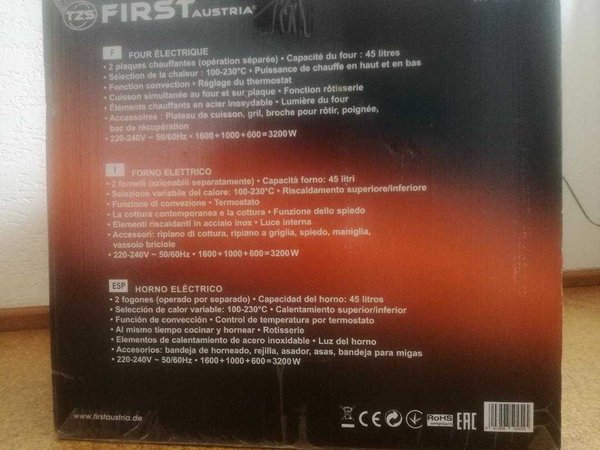 TZS FIRST AUSTRIA®
F FOUR ÉLECTRIQUE
• 2 plaques chauffantes (opération séparée) • Capacité du four : 45 litres
• Sélection de la chaleur : 100-230°C • Puissance de chauffe en haut et en bas
• Fonction convection • Réglage du thermostat
• Cuisson simultanée au four et sur plaque • Fonction rôtisserie
• Éléments chauffants en acier inoxydable • Lumière du four
• Accessoires : Plateau de cuisson, gril, broche pour rôtir, poignée,
bac de récupération
• 220-240V ~ 50/60Hz • 1600+1000+600=3200W
I FORNO ELETTRICO
• 2 fornelli (azionabili separatamente) • Capacità forno: 45 litri
• Selezione variabile del calore: 100-230°C • Riscaldamento superiore/inferiore
• Funzione di convezione • Termostato
• La cottura contemporanea a la cottura • Funzione dello spiedo
• Elementi riscaldanti in acciaio inox • Luce interna
• Accessori: ripiano di cottura, ripiano a griglia, spiedo, maniglia,
vassoio briciole
• 220-240V ~ 50/60Hz • 1600+1000+600=3200W
ESP HORNO ELÉCTRICO
• 2 fogones (operado por separado) • Capacidad del horno: 45 litros
• Selección de calor variable: 100-230°C • Calentamiento superior/inferior
• Función de convección • Control de temperatura por termostato
• Al mismo tiempo cocinar y hornear • Rotisserie
• Elementos de calentamiento de acero inoxidable • Luz del horno
• Accesorios: bandeja de horneado, rejilla, asador, asas, bandeja para migas
• 220-240V ~ 50/60Hz • 1600+1000+600=3200W
www.firstaustria.de
CE RoHS EAC